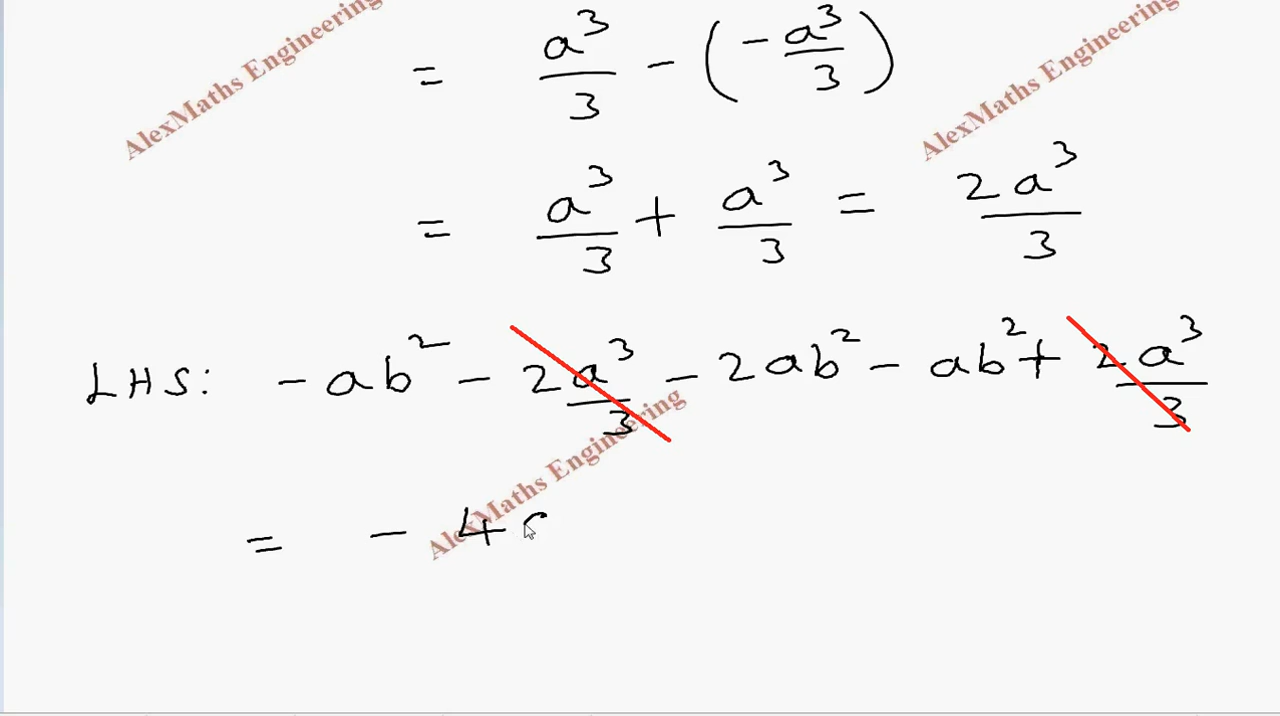 = a³/3 - (-a³/3)
= a³/3 + a³/3 = 2a³/3
LHS: - ab² - 2a³/3 - 2ab² - ab² + 2a³/3
= - 4
AlexMaths Engineering
AlexMaths Engineering
AlexMaths Engineering